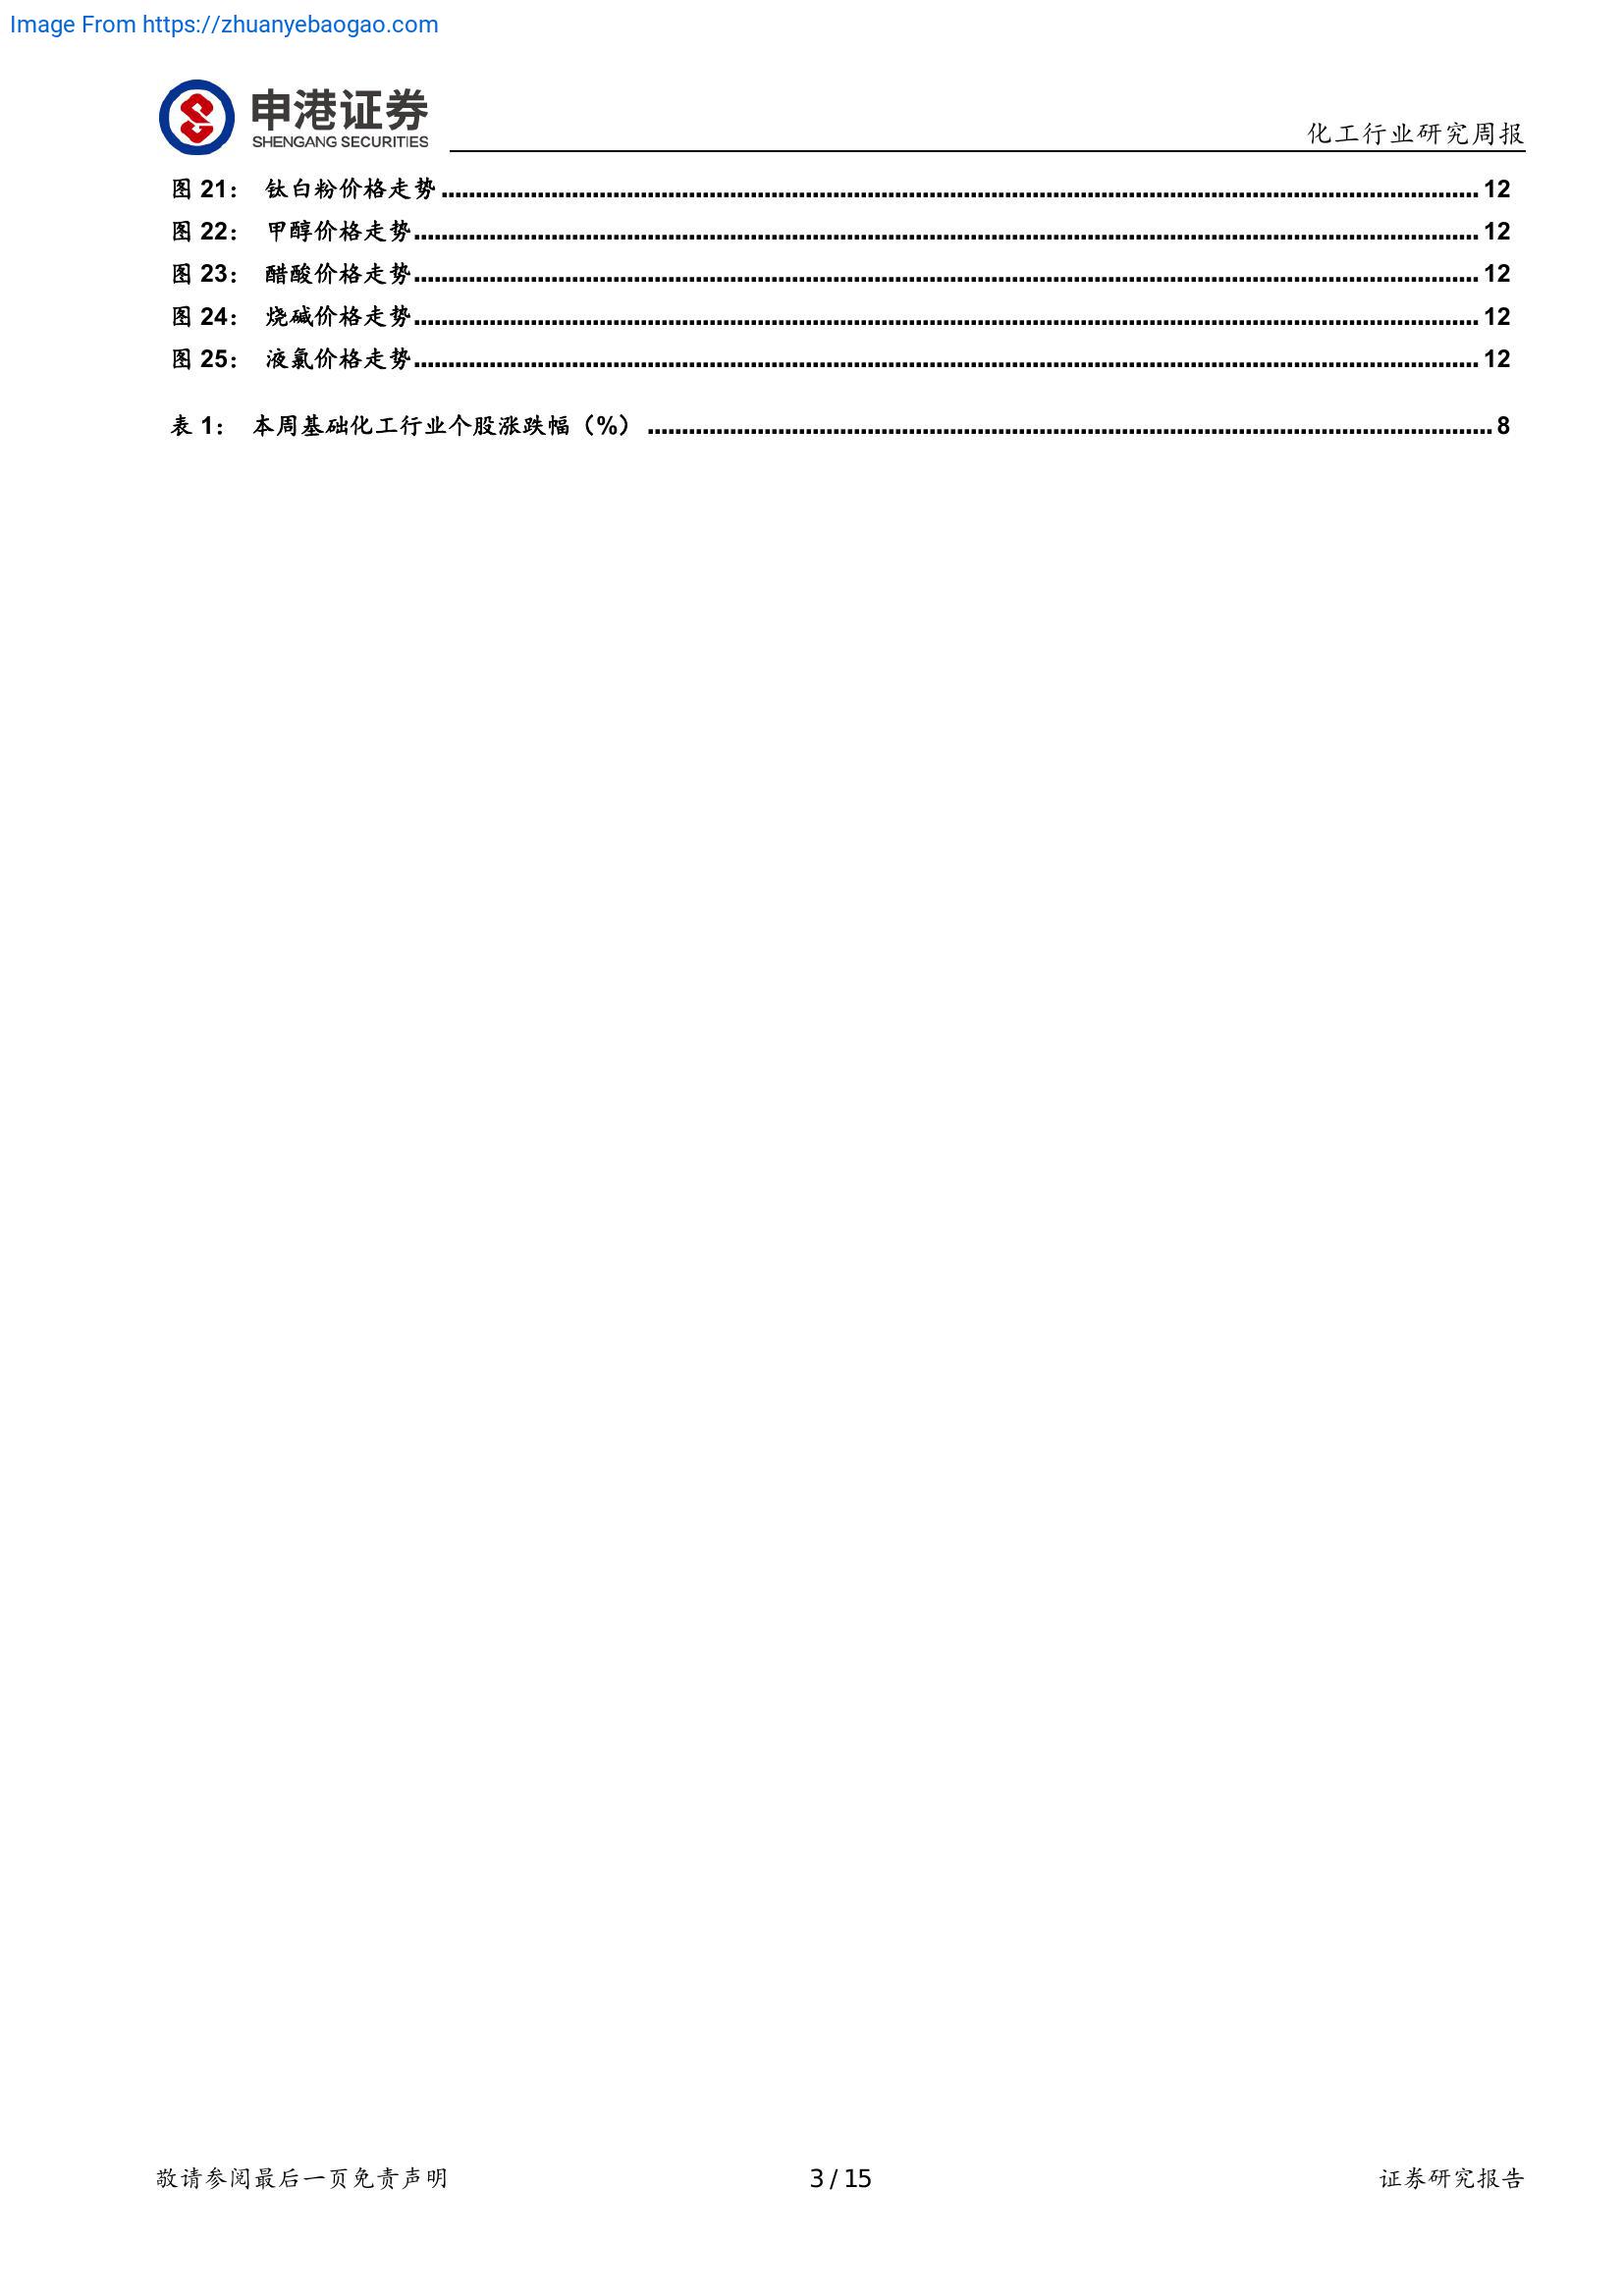 Image From https://zhuanyebaogao.com
申港证券
SHENGANG SECURITIES
化工行业研究周报
图 21： 钛白粉价格走势 ........ 12
图 22： 甲醇价格走势 ........ 12
图 23： 醋酸价格走势 ........ 12
图 24： 烧碱价格走势 ........ 12
图 25： 液氯价格走势 ........ 12
表 1： 本周基础化工行业个股涨跌幅（%） ........ 8
敬请参阅最后一页免责声明
3 / 15
证券研究报告